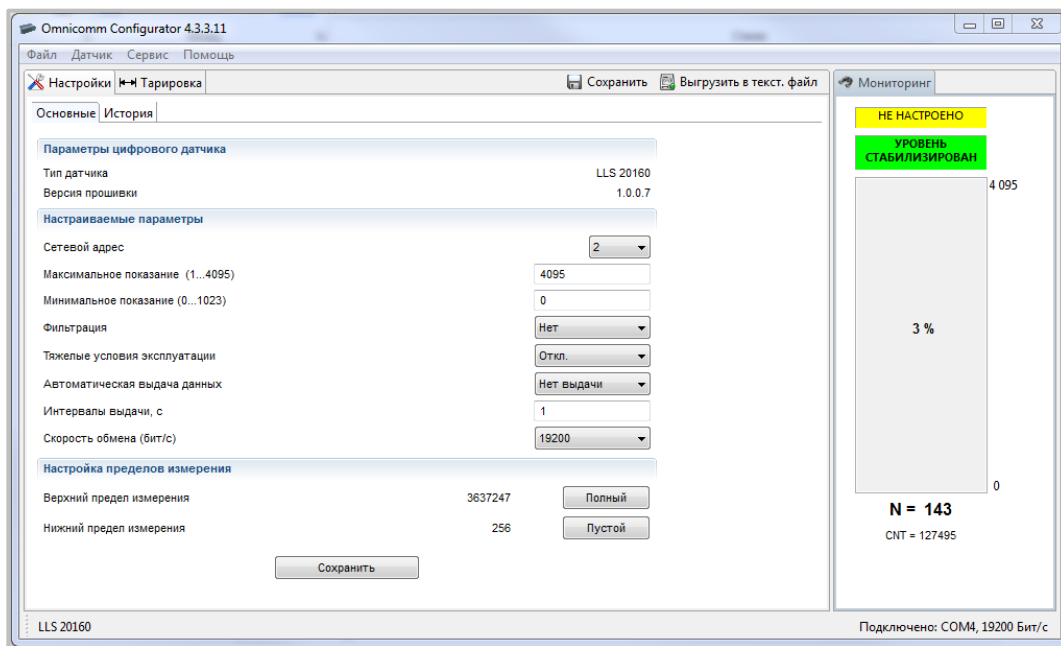 Omnicomm Configurator 4.3.3.11
Файл Датчик Сервис Помощь
Настройки Тарировка Сохранить Выгрузить в текст. файл Мониторинг
Основные История
НЕ НАСТРОЕНО
УРОВЕНЬ
СТАБИЛИЗИРОВАН
Параметры цифрового датчика
Тип датчика LLS 20160
Версия прошивки 1.0.0.7
4 095
Настраиваемые параметры
Сетевой адрес 2
Максимальное показание (1...4095) 4095
Минимальное показание (0...1023) 0
Фильтрация Нет
3 %
Тяжелые условия эксплуатации Откл.
Автоматическая выдача данных Нет выдачи
Интервалы выдачи, с 1
Скорость обмена (бит/с) 19200
Настройка пределов измерения
Верхний предел измерения 3637247 Полный
0
N = 143
Нижний предел измерения 256 Пустой
CNT = 127495
Сохранить
LLS 20160 Подключено: COM4, 19200 Бит/с